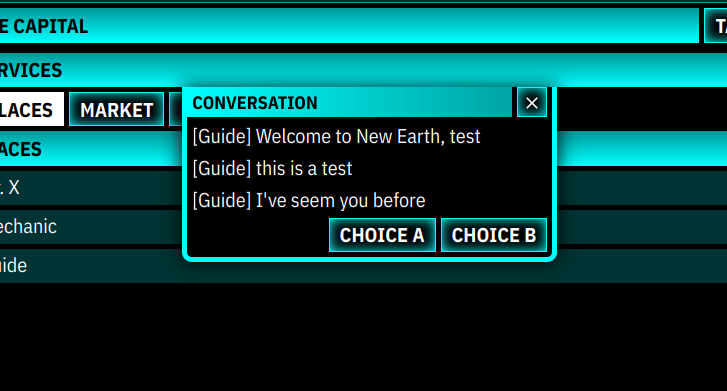 E CAPITAL
RVICES
LACES MARKET
CONVERSATION
[Guide] Welcome to New Earth, test
[Guide] this is a test
[Guide] I've seem you before
CHOICE A CHOICE B
ACES
. X
echanic
uide